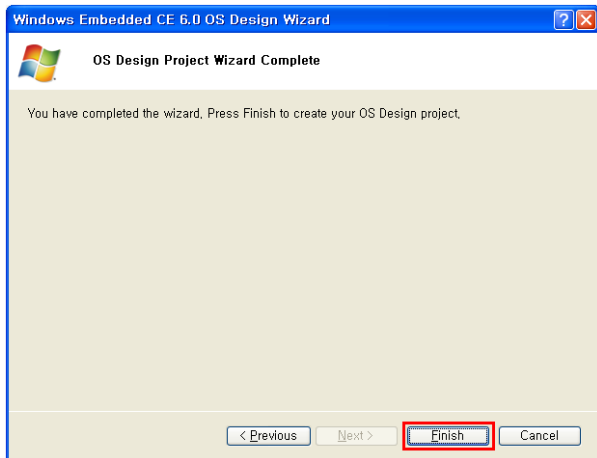 Windows Embedded CE 6.0 OS Design Wizard
OS Design Project Wizard Complete
You have completed the wizard, Press Finish to create your OS Design project,
< Previous Next > Finish Cancel